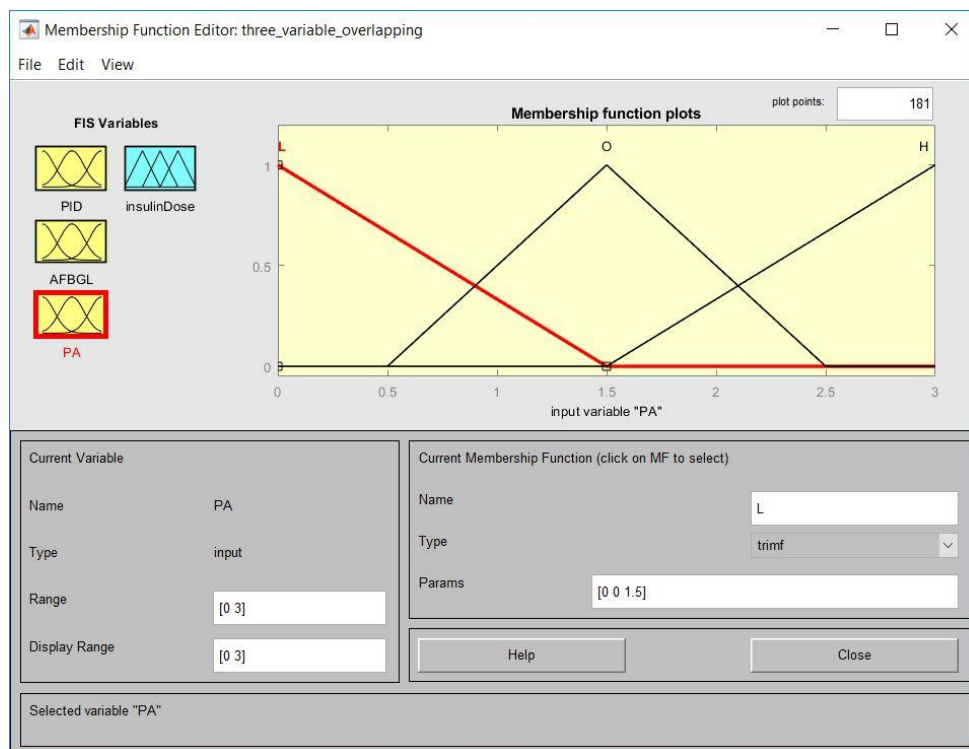 Membership Function Editor: three_variable_overlapping
File Edit View
FIS Variables
PID
insulinDose
AFBGL
PA
Membership function plots
plot points:
181
L
O
H
1
0.5
0
0 0.5 1 1.5 2 2.5 3
input variable "PA"
Current Variable
Name PA
Type input
Range [0 3]
Display Range [0 3]
Current Membership Function (click on MF to select)
Name L
Type trimf
Params [0 0 1.5]
Help Close
Selected variable "PA"